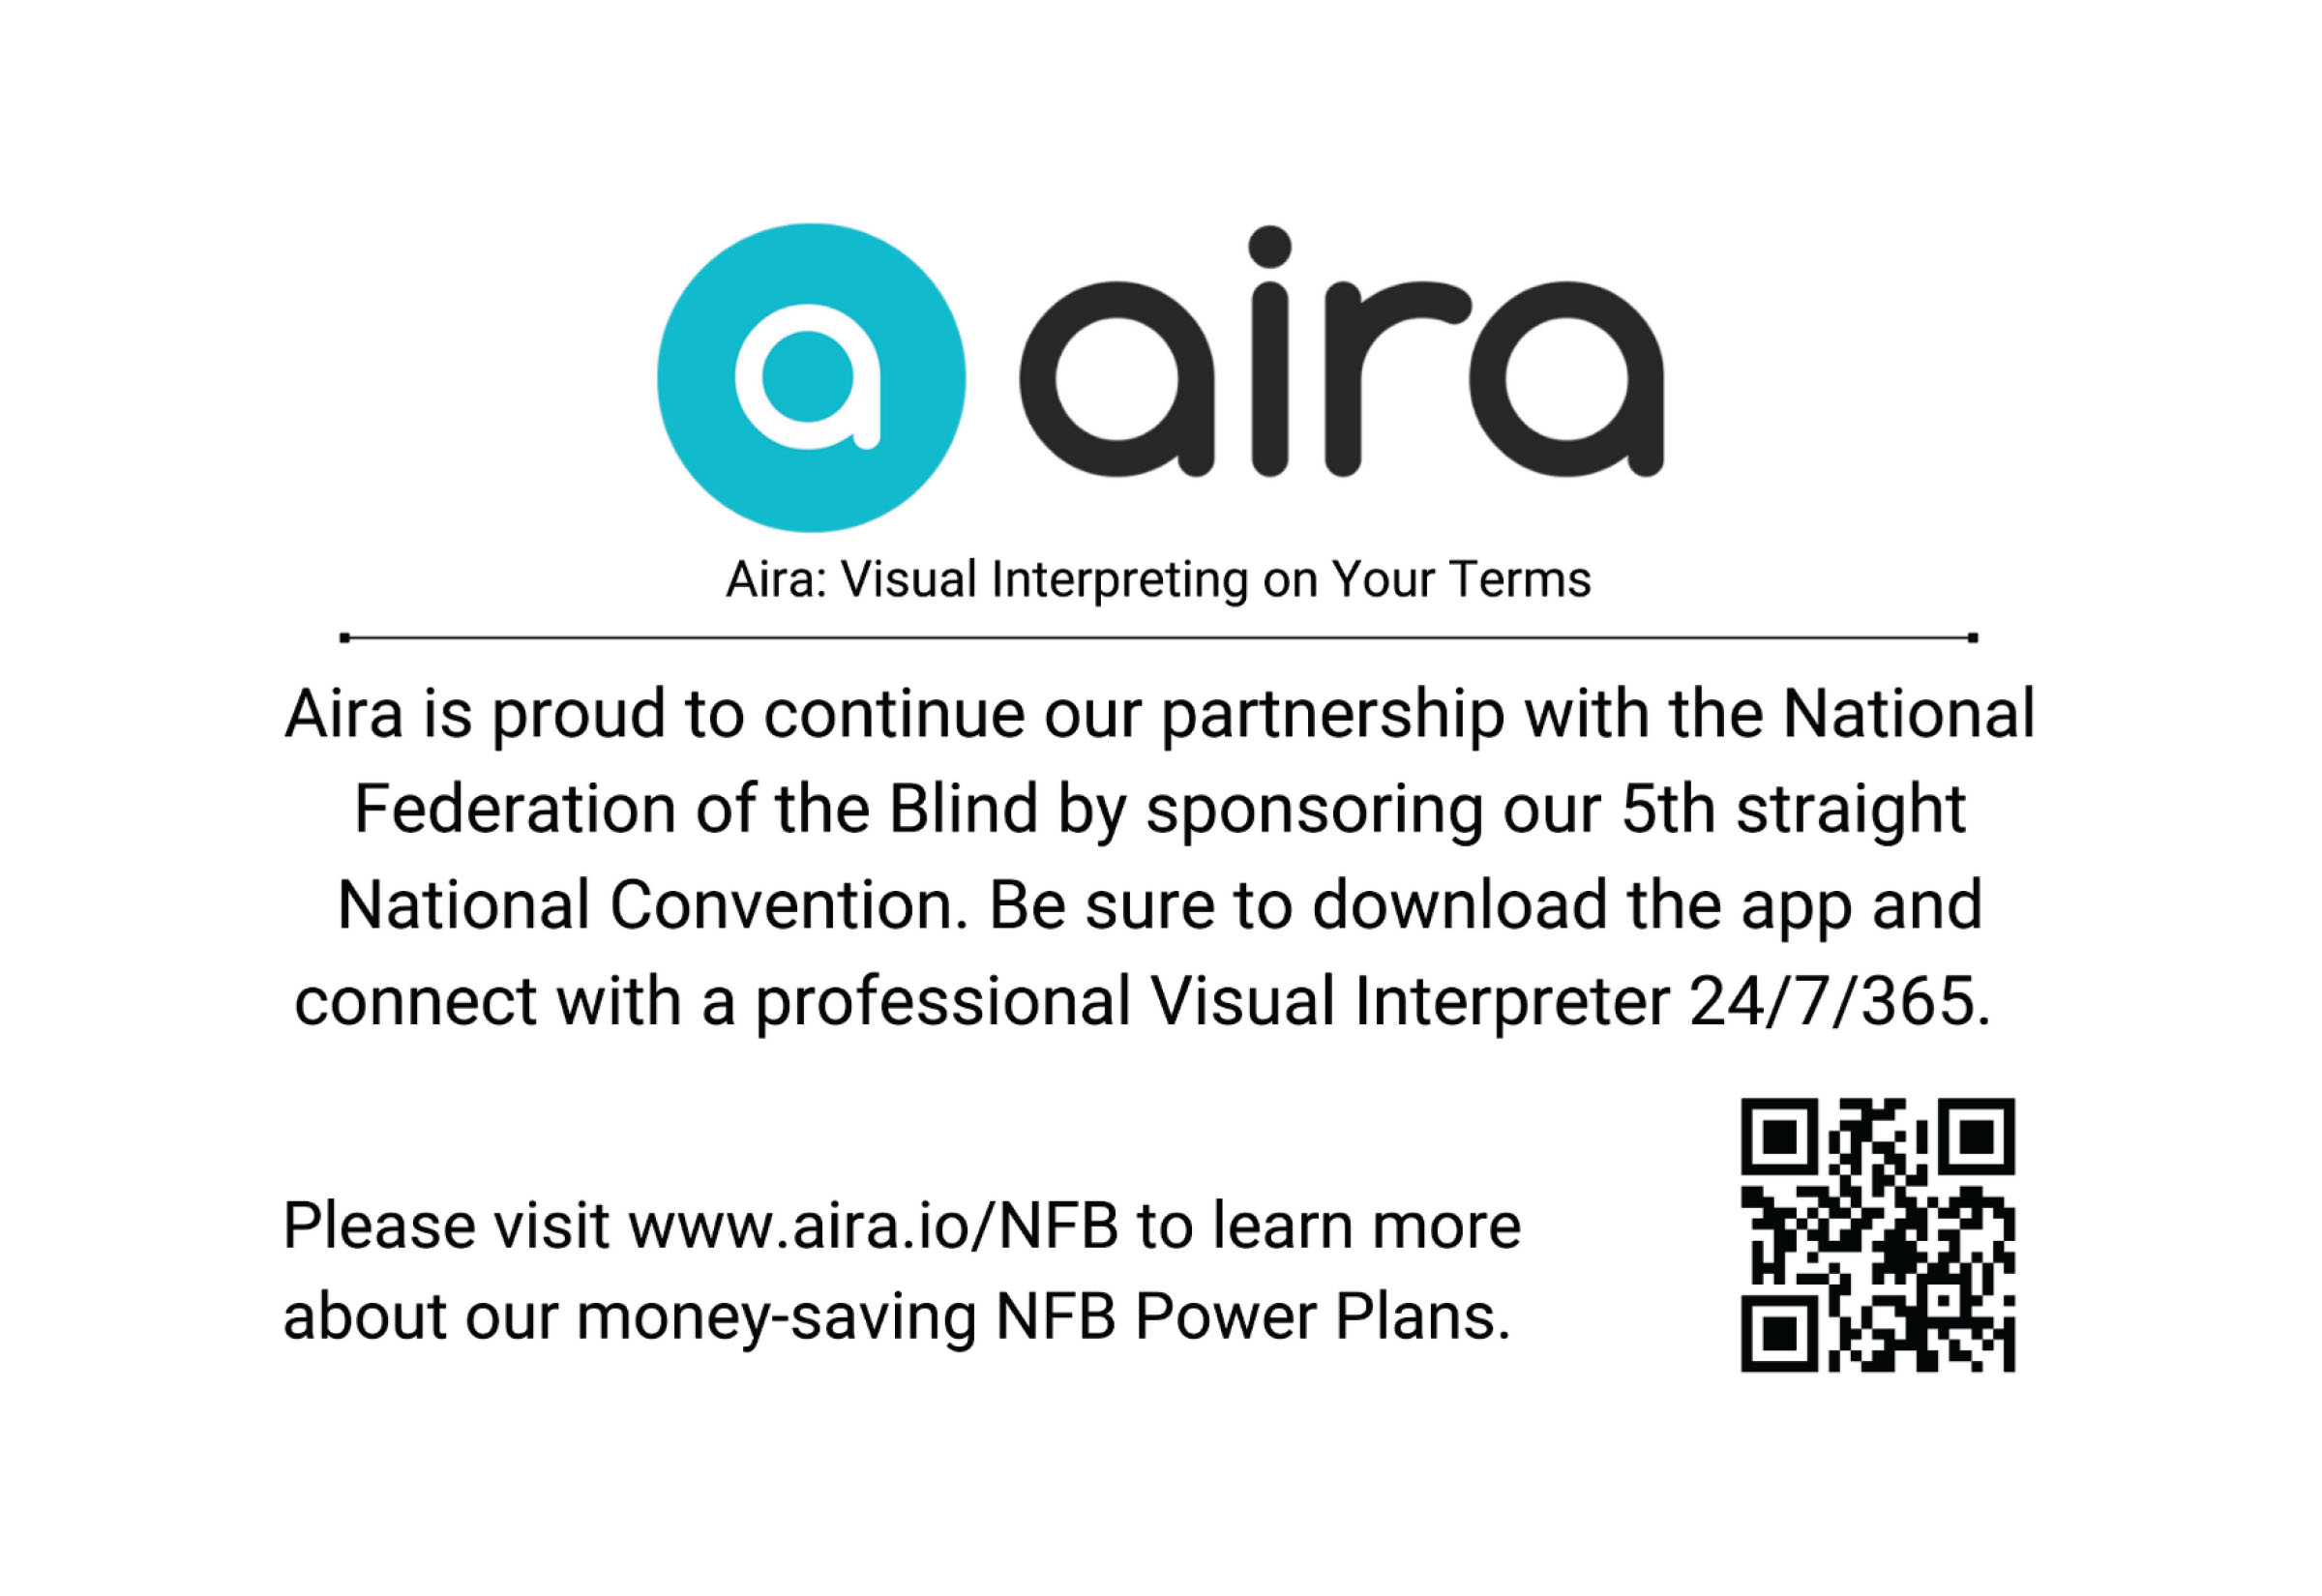 a aira
Aira: Visual Interpreting on Your Terms
Aira is proud to continue our partnership with the National
Federation of the Blind by sponsoring our 5th straight
National Convention. Be sure to download the app and
connect with a professional Visual Interpreter 24/7/365.
Please visit www.aira.io/NFB to learn more
about our money-saving NFB Power Plans.